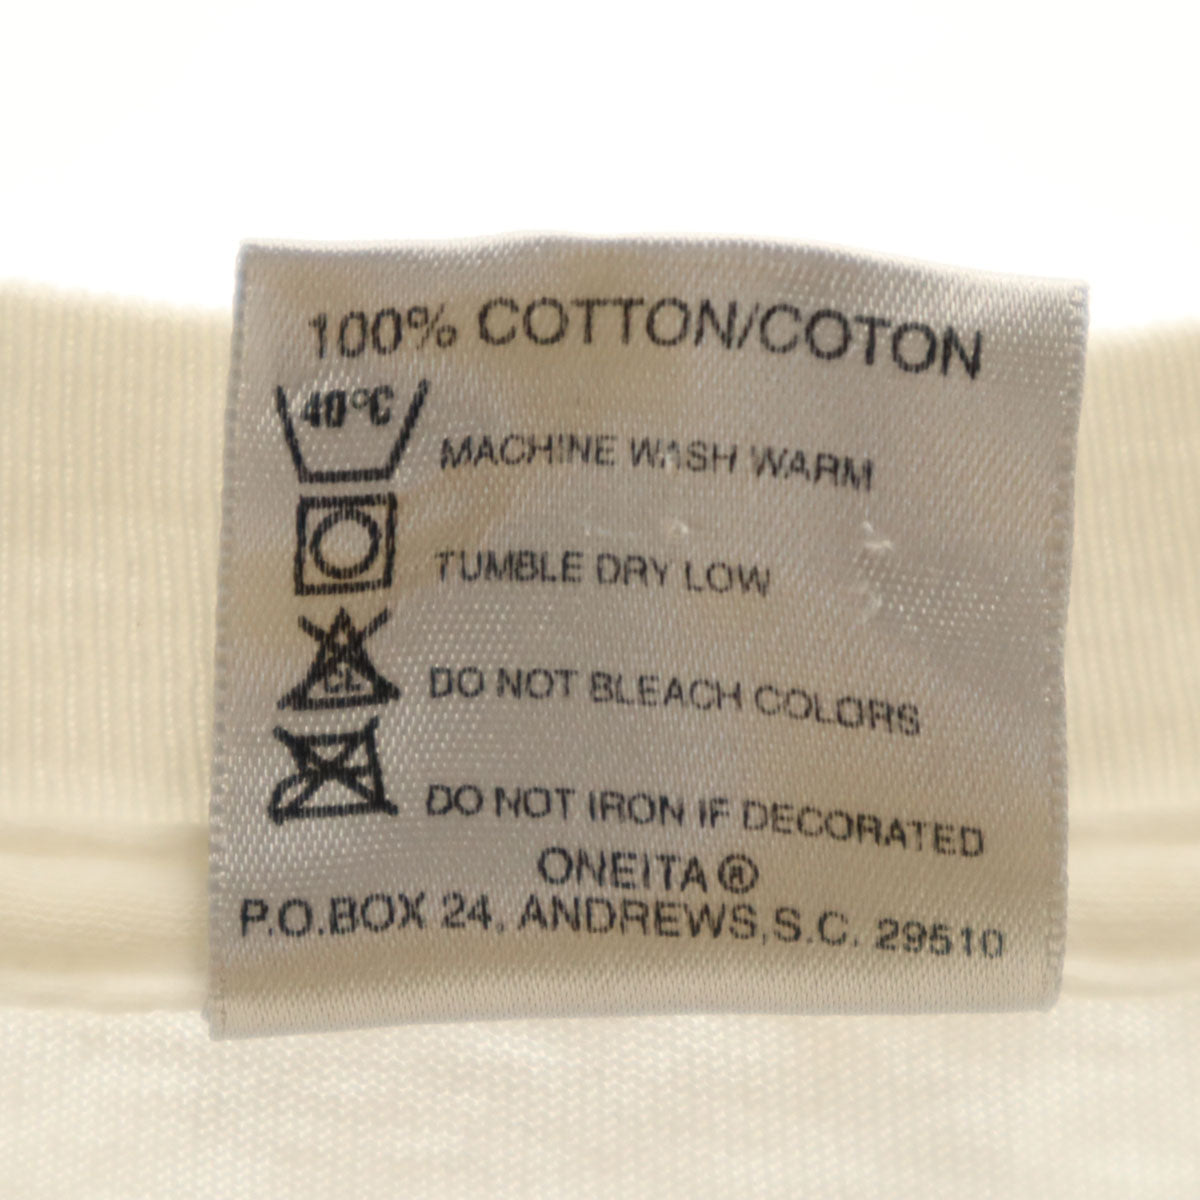 100% COTTON/COTON
40°C
MACHINE WASH WARM
TUMBLE DRY LOW
CL
DO NOT BLEACH COLORS
DO NOT IRON IF DECORATED
ONEITA®
P.O.BOX 24, ANDREWS,S.C. 29510